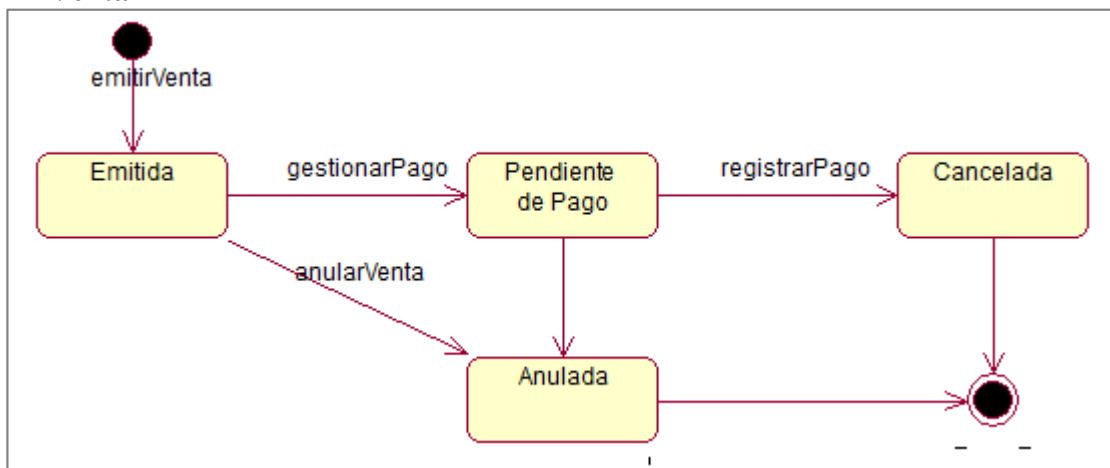 emitirVenta
Emitida
gestionarPago
Pendiente
de Pago
registrarPago
Cancelada
anularVenta
Anulada